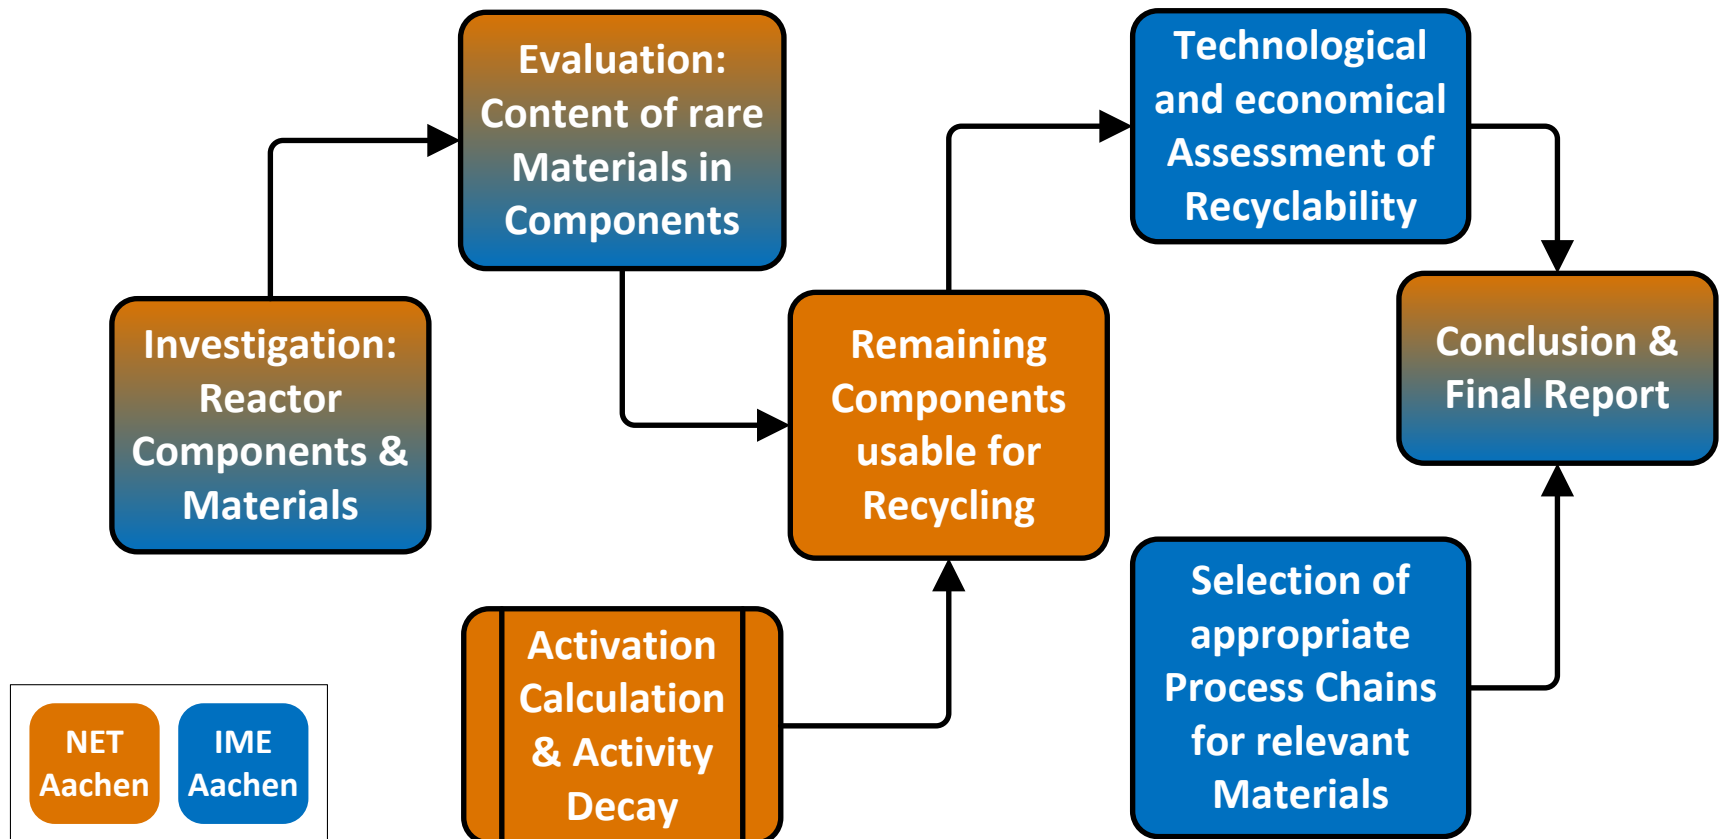 Evaluation:
Content of rare
Materials in
Components
Technological
and economical
Assessment of
Recyclability
Investigation:
Reactor
Components &
Materials
Remaining
Components
usable for
Recycling
Conclusion &
Final Report
Activation
Calculation
& Activity
Decay
Selection of
appropriate
Process Chains
for relevant
Materials
NET
Aachen
IME
Aachen